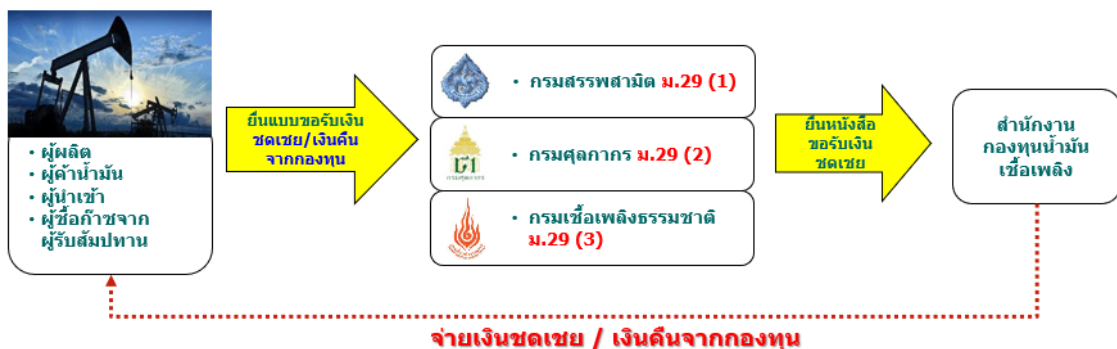 • ผู้ผลิต
• ผู้ค้าน้ำมัน
• ผู้นำเข้า
• ผู้ซื้อก๊าซจาก
ผู้รับสัมปทาน
ยื่นแบบขอรับเงิน
ชดเชย/เงินคืน
จากกองทุน
• กรมสรรพสามิต ม.29 (1)
กรมศุลกากร
• กรมศุลกากร ม.29 (2)
• กรมเชื้อเพลิงธรรมชาติ
ม.29 (3)
ยื่นหนังสือ
ขอรับเงิน
ชดเชย
สำนักงาน
กองทุนน้ำมัน
เชื้อเพลิง
จ่ายเงินชดเชย / เงินคืนจากกองทุน